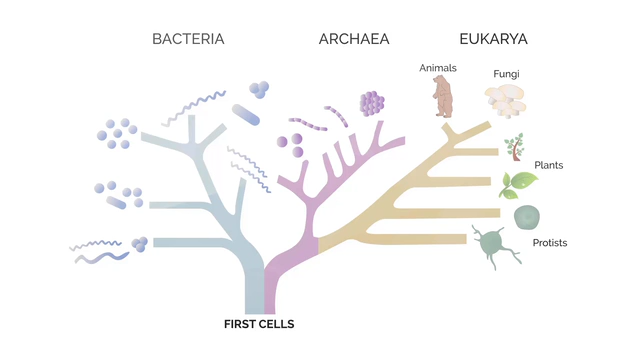 BACTERIA
ARCHAEA
EUKARYA
Animals
Fungi
Plants
Protists
FIRST CELLS